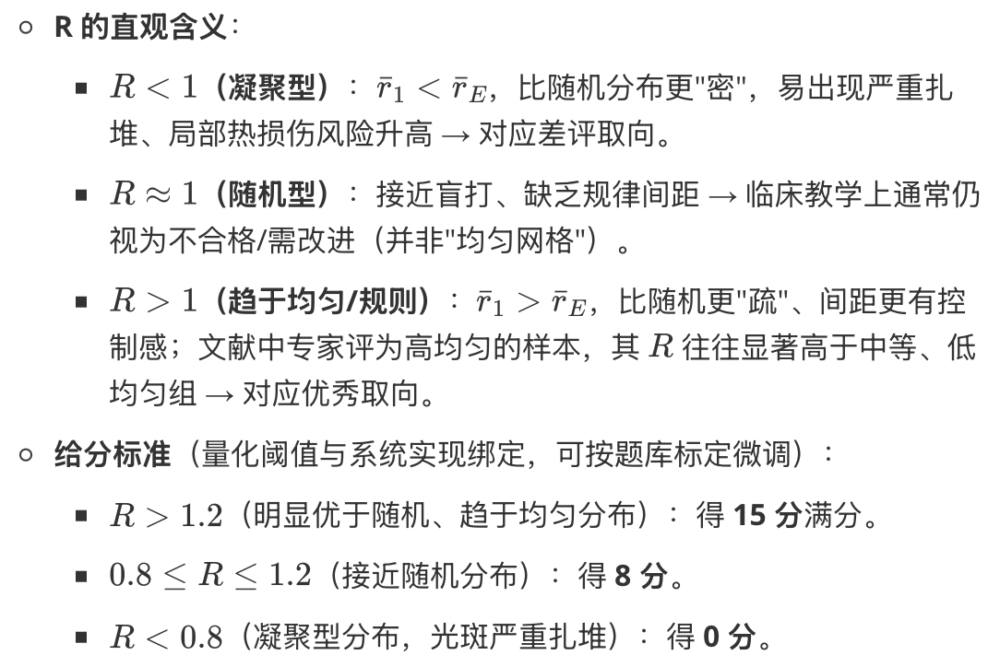 ○ R 的直观含义：
■ R < 1（凝聚型）：r̄₁ < r̄_E，比随机分布更"密"，易出现严重扎
堆、局部热损伤风险升高 → 对应差评取向。
■ R ≈ 1（随机型）：接近盲打、缺乏规律间距 → 临床教学上通常仍
视为不合格/需改进（并非"均匀网格"）。
■ R > 1（趋于均匀/规则）：r̄₁ > r̄_E，比随机更"疏"、间距更有控
制感；文献中专家评为高均匀的样本，其 R 往往显著高于中等、低
均匀组 → 对应优秀取向。
○ 给分标准（量化阈值与系统实现绑定，可按题库标定微调）：
■ R > 1.2（明显优于随机、趋于均匀分布）：得 15 分满分。
■ 0.8 ≤ R ≤ 1.2（接近随机分布）：得 8 分。
■ R < 0.8（凝聚型分布，光斑严重扎堆）：得 0 分。